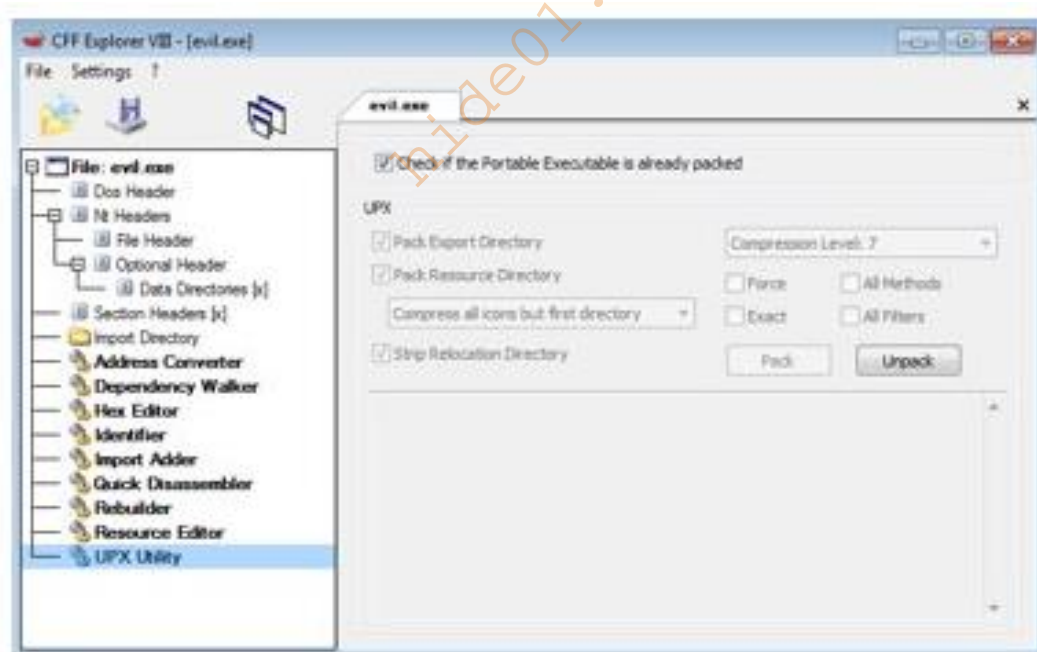 CFF Explorer VIII - [evil.exe]
File Settings ?
evil.exe
File: evil.exe
Dos Header
Nt Headers
File Header
Optional Header
Data Directories [x]
Section Headers [x]
Import Directory
Address Converter
Dependency Walker
Hex Editor
Identifier
Import Adder
Quick Disassembler
Rebuilder
Resource Editor
UPX Utility
Check if the Portable Executable is already packed
UPX
Pack Export Directory
Compression Level: 7
Pack Resource Directory
Force
All Methods
Compress all icons but first directory
Exact
All Filters
Strip Relocation Directory
Pack
Unpack
hide01.